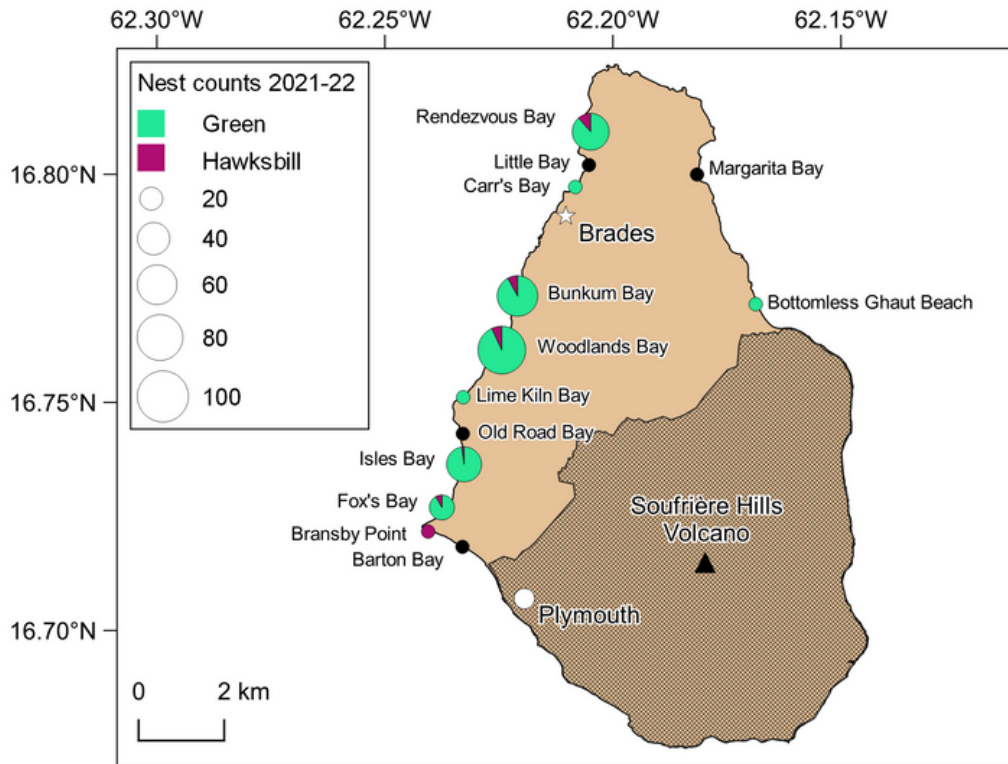 62.30°W
62.25°W
62.20°W
62.15°W
Nest counts 2021-22
Green
Hawksbill
20
40
60
80
100
16.80°N
16.75°N
16.70°N
Rendezvous Bay
Little Bay
Carr's Bay
Margarita Bay
Brades
Bunkum Bay
Bottomless Ghaut Beach
Woodlands Bay
Lime Kiln Bay
Old Road Bay
Isles Bay
Fox's Bay
Bransby Point
Barton Bay
Soufrière Hills
Volcano
Plymouth
0
2 km